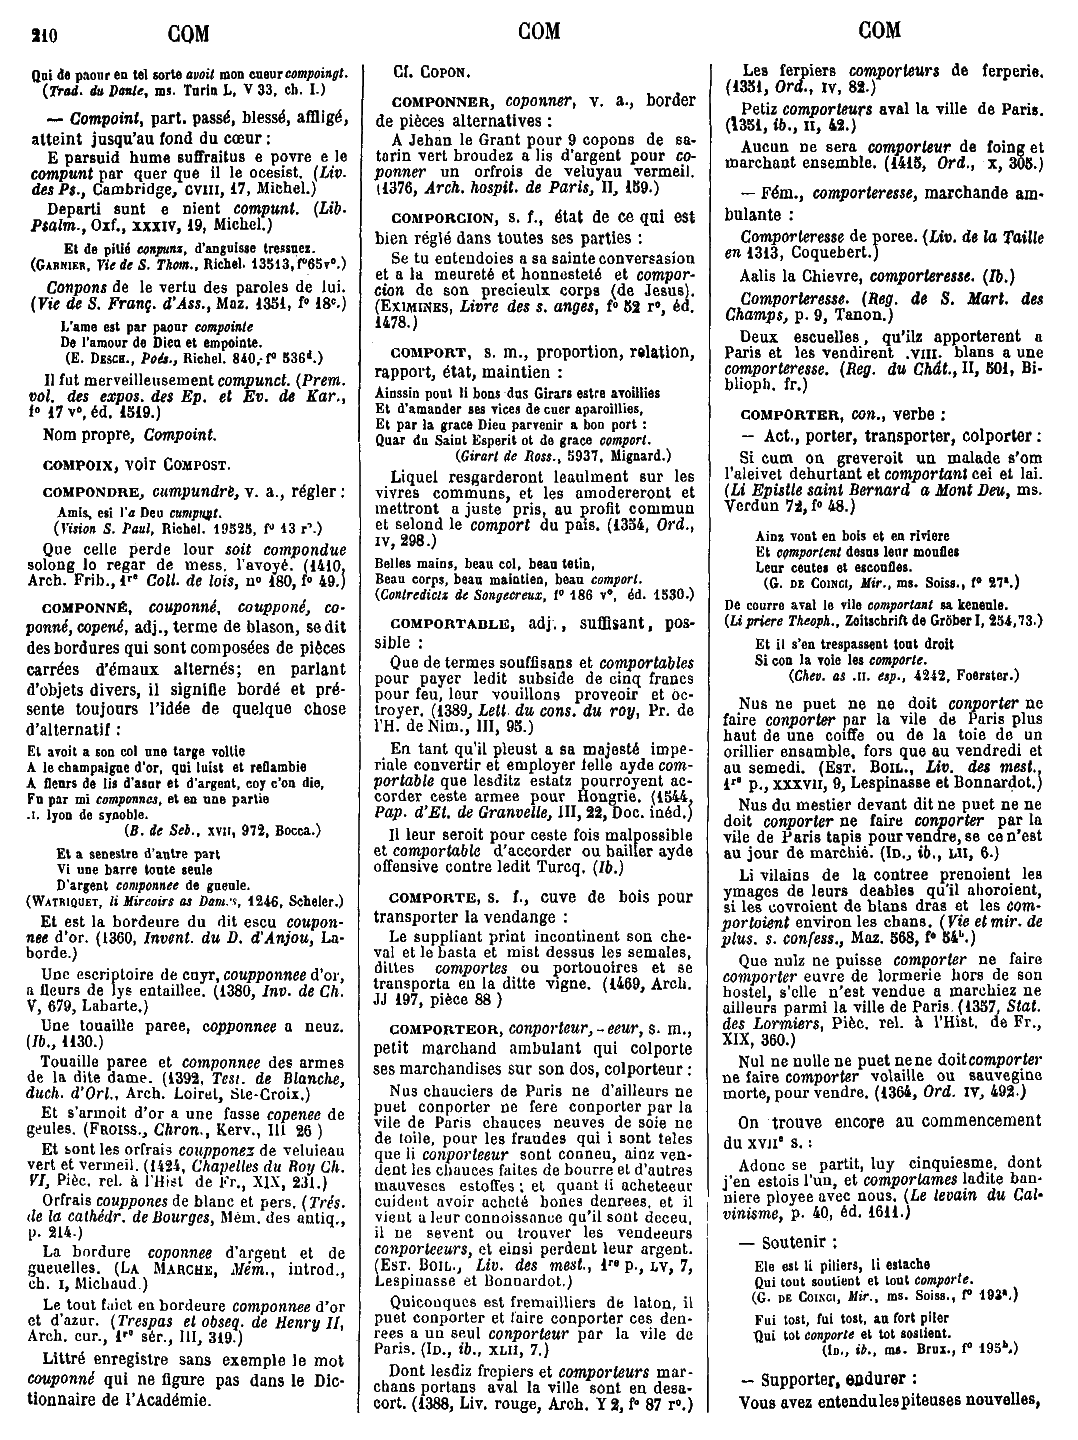 210 COM COM COM
Qui de paour en tel sorte avoit mon cueur compoingt.
(Trad. du Dante, ms. Turin L, V 33, ch. I.)
— Compoint, part. passé, blessé, affligé,
atteint jusqu'au fond du cœur :
E parsuid hume suffraitus e povre e le
compunt par quer que il le ocesist. (Liv.
des Ps., Cambridge, CVIII, 17, Michel.)
Departi sunt e nient compunt. (Lib.
Psalm., Oxf., XXXIV, 19, Michel.)
Et de pitié conpunz, d'anguisse tressuez.
(GARNIER, Vie de S. Thom., Richel. 13513, f° 65 v°.)
Conpons de le vertu des paroles de lui.
(Vie de S. Franç. d'Ass., Maz. 1351, f° 18c.)
L'ame est par paour compointe
De l'amour de Dieu et empointe.
(E. DESCH., Poés., Richel. 840, f° 536d.)
Il fut merveilleusement compunct. (Prem.
vol. des expos. des Ep. et Ev. de Kar.,
f° 17 v°, éd. 1519.)
Nom propre, Compoint.
COMPOIX, voir COMPOST.
COMPONDRE, cumpundre, v. a., régler :
Amis, esi l'a Deu cumpunt.
(Vision S. Paul, Richel. 19525, f° 13 r°.)
Que celle perde lour soit compondue
solong lo regar de mess. l'avoyé. (1410,
Arch. Frib., 1re Coll. de lois, n° 180, f° 49.)
COMPONNÉ, couponné, coupponé, co-
ponné, copené, adj., terme de blason, se dit
des bordures qui sont composées de pièces
carrées d'émaux alternés; en parlant
d'objets divers, il signifie bordé et pré-
sente toujours l'idée de quelque chose
d'alternatif :
Et avoit a son col une targe voltie
A le champaigne d'or, qui luist et reflambie
A fleurs de lis d'asur et d'argent, coy c'on die,
Fu par mi componnes, et en une partie
.I. lyon de synoble.
(B. de Seb., XVII, 972, Bocca.)
Et a senestre d'autre part
Vi une barre toute seule
D'argent componnee de gueule.
(WATRIQUET, li Mircoirs as Dam.'s, 1246, Scheler.)
Et est la bordeure du dit escu coupon-
nee d'or. (1360, Invent. du D. d'Anjou, La-
borde.)
Une escriptoire de cuyr, coupponnee d'or,
a fleurs de lys entaillee. (1380, Inv. de Ch.
V, 679, Labarte.)
Une touaille paree, copponnee a neuz.
(Ib., 1130.)
Touaille paree et componnee des armes
de la dite dame. (1392, Test. de Blanche,
duch. d'Orl., Arch. Loiret, Ste-Croix.)
Et s'armoit d'or a une fasse copenee de
geules. (FROISS., Chron., Kerv., III 26 )
Et sont les orfrais coupponez de veluieau
vert et vermeil. (1424, Chapelles du Roy Ch.
VI, Pièc. rel. à l'Hist de Fr., XIX, 231.)
Orfrais couppones de blanc et pers. (Trés.
de la cathédr. de Bourges, Mém. des antiq.,
p. 214.)
La bordure coponnee d'argent et de
gueuelles. (LA MARCHE, Mém., introd.,
ch. I, Michaud.)
Le tout faict en bordeure componnee d'or
et d'azur. (Trespas et obseq. de Henry II,
Arch. cur., 1re sér., III, 319.)
Littré enregistre sans exemple le mot
couponné qui ne figure pas dans le Dic-
tionnaire de l'Académie.
Cf. COPON.
COMPONNER, coponner, v. a., border
de pièces alternatives :
A Jehan le Grant pour 9 copons de sa-
torin vert broudez a lis d'argent pour co-
ponner un orfrois de veluyau vermeil.
(1376, Arch. hospit. de Paris, II, 159.)
COMPORCION, s. f., état de ce qui est
bien réglé dans toutes ses parties :
Se tu entendoies a sa sainte conversation
et a la meureté et honnesteté et compor-
cion de son precieulx corps (de Jesus).
(EXIMINES, Livre des s. anges, f° 52 r°, éd.
1478.)
COMPORT, s. m., proportion, relation,
rapport, état, maintien :
Ainssin pout li bons dus Girars estre avoillies
Et d'amander ses vices de cuer aparoillies,
Et par la grace Dieu parvenir a bon port :
Quar du Saint Esperit ot de grace comport.
(Girart de Ross., 5937, Mignard.)
Liquel resgarderont leaulment sur les
vivres communs, et les amodereront et
mettront a juste pris, au profit commun
et selond le comport du païs. (1354, Ord.,
IV, 298.)
Belles mains, beau col, beau tetin,
Beau corps, beau maintien, beau comport.
(Contredictz de Songecreux, f° 186 v°, éd. 1530.)
COMPORTABLE, adj., suffisant, pos-
sible :
Que de termes souffisans et comportables
pour payer ledit subside de cinq francs
pour feu, leur vouillons proveoir et oc-
troyer. (1389, Lett. du cons. du roy, Pr. de
l'H. de Nim., III, 95.)
En tant qu'il pleust a sa majesté impe-
riale convertir et employer telle ayde com-
portable que lesditz estatz pourroyent ac-
corder ceste armee pour Hongrie. (1544,
Pap. d'Et. de Granvelle, III, 22, Doc. inéd.)
Il leur seroit pour ceste fois malpossible
et comportable d'accorder ou bailler ayde
offensive contre ledit Turcq. (Ib.)
COMPORTE, s. f., cuve de bois pour
transporter la vendange :
Le suppliant print incontinent son che-
val et le basta et mist dessus les semales,
dittes comportes ou portouoires et se
transporta en la ditte vigne. (1469, Arch.
JJ 197, pièce 88 )
COMPORTEOR, conporteur, -eeur, s. m.,
petit marchand ambulant qui colporte
ses marchandises sur son dos, colporteur :
Nus chauciers de Paris ne d'ailleurs ne
puet conporter ne fere conporter par la
vile de Paris chauces neuves de soie ne
de toile, pour les fraudes qui i sont teles
que li conporteeur sont conneu, ainz ven-
dent les chauces faites de bourre et d'autres
mauveses estoffes ; et quant li acheteeur
cuident avoir acheté bones denrees, et il
vient a leur connoissance qu'il sont deceu,
il ne sevent ou trouver les vendeeurs
conporteeurs, et einsi perdent leur argent.
(EST. BOIL., Liv. des mest., 1re p., LV, 7,
Lespinasse et Bonnardot.)
Quiconques est fremailliers de laton, il
puet conporter et faire conporter ces den-
rees a un seul conporteur par la vile de
Paris. (ID., ib., XLII, 7.)
Dont lesdiz frepiers et comporteurs mar-
chans portans aval la ville sont en desa-
cort. (1388, Liv. rouge, Arch. Y 2, f° 87 r°.)
Les ferpiers comporteurs de ferperie.
(1351, Ord., IV, 82.)
Petiz comporteurs aval la ville de Paris.
(1351, ib., II, 42.)
Aucun ne sera comporteur de foing et
marchant ensemble. (1415, Ord., X, 305.)
— Fém., comporteresse, marchande am-
bulante :
Comporteresse de poree. (Liv. de la Taille
en 1313, Coquebert.)
Aalis la Chievre, comporteresse. (Ib.)
Comporteresse. (Reg. de S. Mart. des
Champs, p. 9, Tanon.)
Deux escuelles, qu'ilz apporterent a
Paris et les vendirent .VIII. blans a une
comporteresse. (Reg. du Chât., II, 501, Bi-
blioph. fr.)
COMPORTER, con., verbe :
— Act., porter, transporter, colporter :
Si cum on greveroit un malade s'om
l'aleivet dehurtant et comportant cei et lai.
(Li Epistle saint Bernard a Mont Deu, ms.
Verdun 72, f° 48.)
Ainz vont en bois et en riviere
Et comportent desus leur moufles
Leur ceutes et escoufles.
(G. DE COINCI, Mir., ms. Soiss., f° 27a.)
De courre aval le vile comportant sa keneule.
(Li priere Theoph., Zeitschrift de Gröber I, 254, 73.)
Et il s'en trespassent tout droit
Si con la voie les comporte.
(Chev. as .II. esp., 4242, Foerster.)
Nus ne puet ne ne doit conporter ne
faire conporter par la vile de Paris plus
haut de une coiffe ou de la toie de un
orillier ensamble, fors que au vendredi et
au semedi. (EST. BOIL., Liv. des mest.,
1re p., XXXVII, 9, Lespinasse et Bonnardot.)
Nus du mestier devant dit ne puet ne ne
doit conporter ne faire conporter par la
vile de Paris tapis pour vendre, se ce n'est
au jour de marchié. (ID., ib., LII, 6.)
Li vilains de la contree prenoient les
ymages de leurs deables qu'il ahoroient,
si les covroient de blans dras et les com-
portoient environ les chans. (Vie et mir. de
plus. s. confess., Maz. 568, f° 54b.)
Que nulz ne puisse comporter ne faire
comporter euvre de lormerie hors de son
hostel, s'elle n'est vendue a marchiez ne
ailleurs parmi la ville de Paris. (1357, Stat.
des Lormiers, Pièc. rel. à l'Hist. de Fr.,
XIX, 360.)
Nul ne nulle ne puet ne ne doit comporter
ne faire comporter volaille ou sauvegine
morte, pour vendre. (1364, Ord. IV, 492.)
On trouve encore au commencement
du XVIIe s. :
Adonc se partit, luy cinquiesme, dont
j'en estois l'un, et comportames ladite ban-
niere ployee avec nous. (Le levain du Cal-
vinisme, p. 40, éd. 1611.)
— Soutenir :
Ele est li piliers, li estache
Qui tout soutient et tout comporte.
(G. DE COINCI, Mir., ms. Soiss., f° 193a.)
Fui tost, fui tost, au fort piler
Qui tot conporte et tot sostient.
(ID., ib., ms. Brux., f° 195b.)
— Supporter, endurer :
Vous avez entendu les piteuses nouvelles,